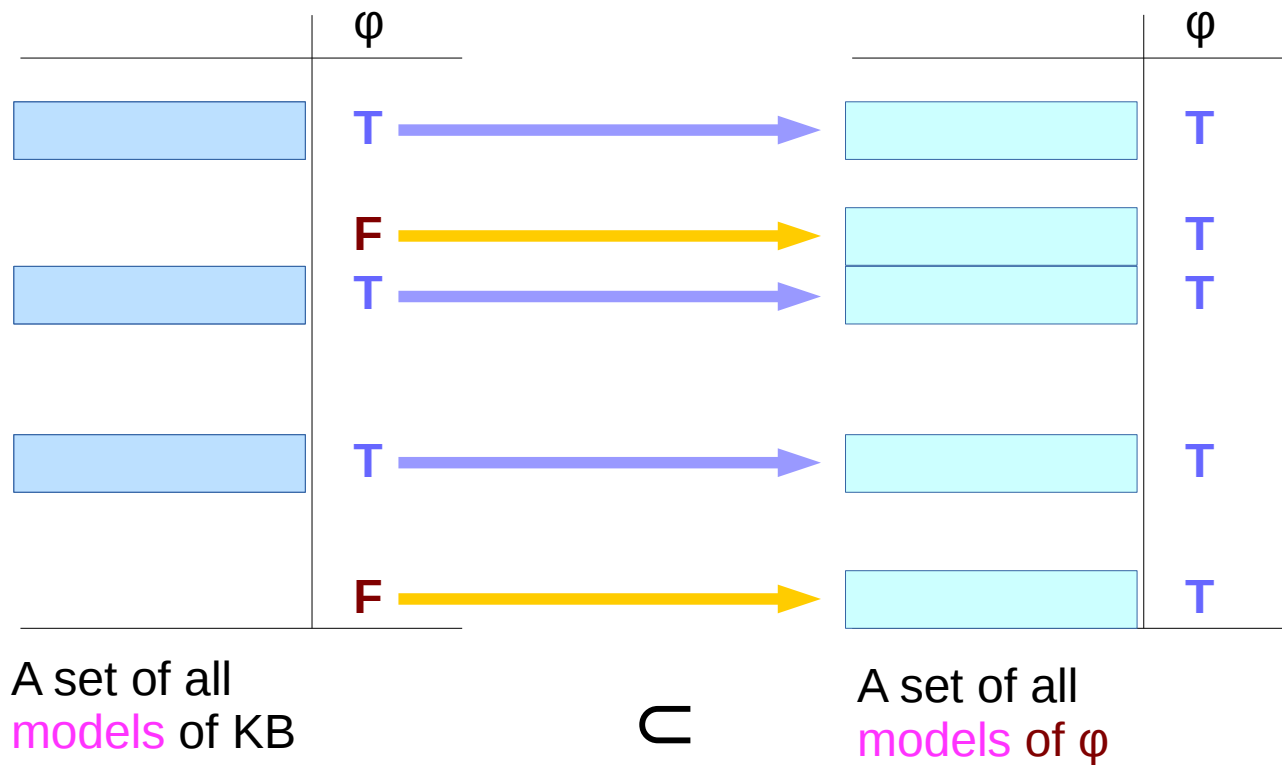 φ φ
T T
F T
T T
T T
F T
A set of all
models of KB
⊂
A set of all
models of φ